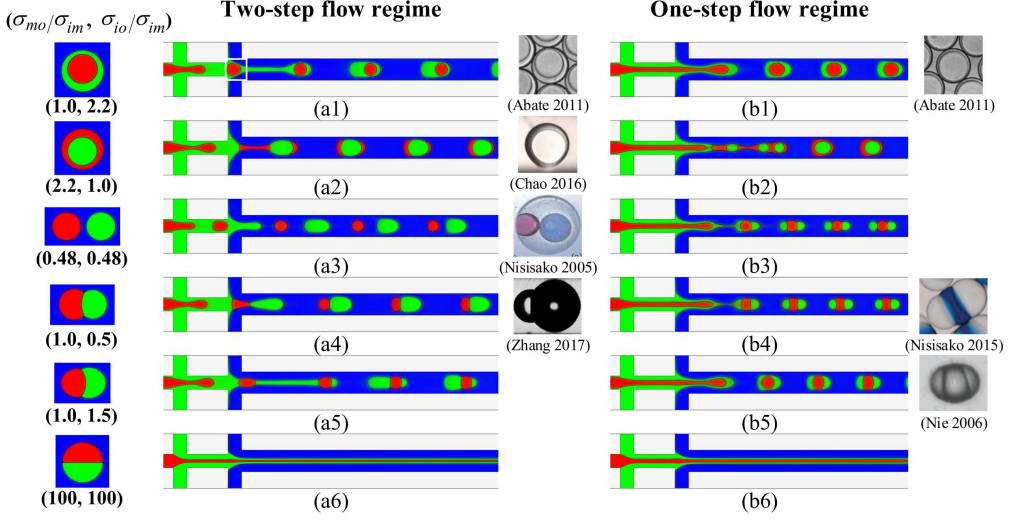 Two-step flow regime
One-step flow regime
(σmo/σim, σio/σim)
(1.0, 2.2)
(a1)
(Abate 2011)
(b1)
(Abate 2011)
(2.2, 1.0)
(a2)
(Chao 2016)
(b2)
(0.48, 0.48)
(a3)
(Nisisako 2005)
(b3)
(1.0, 0.5)
(a4)
(Zhang 2017)
(b4)
(Nisisako 2015)
(1.0, 1.5)
(a5)
(b5)
(Nie 2006)
(100, 100)
(a6)
(b6)